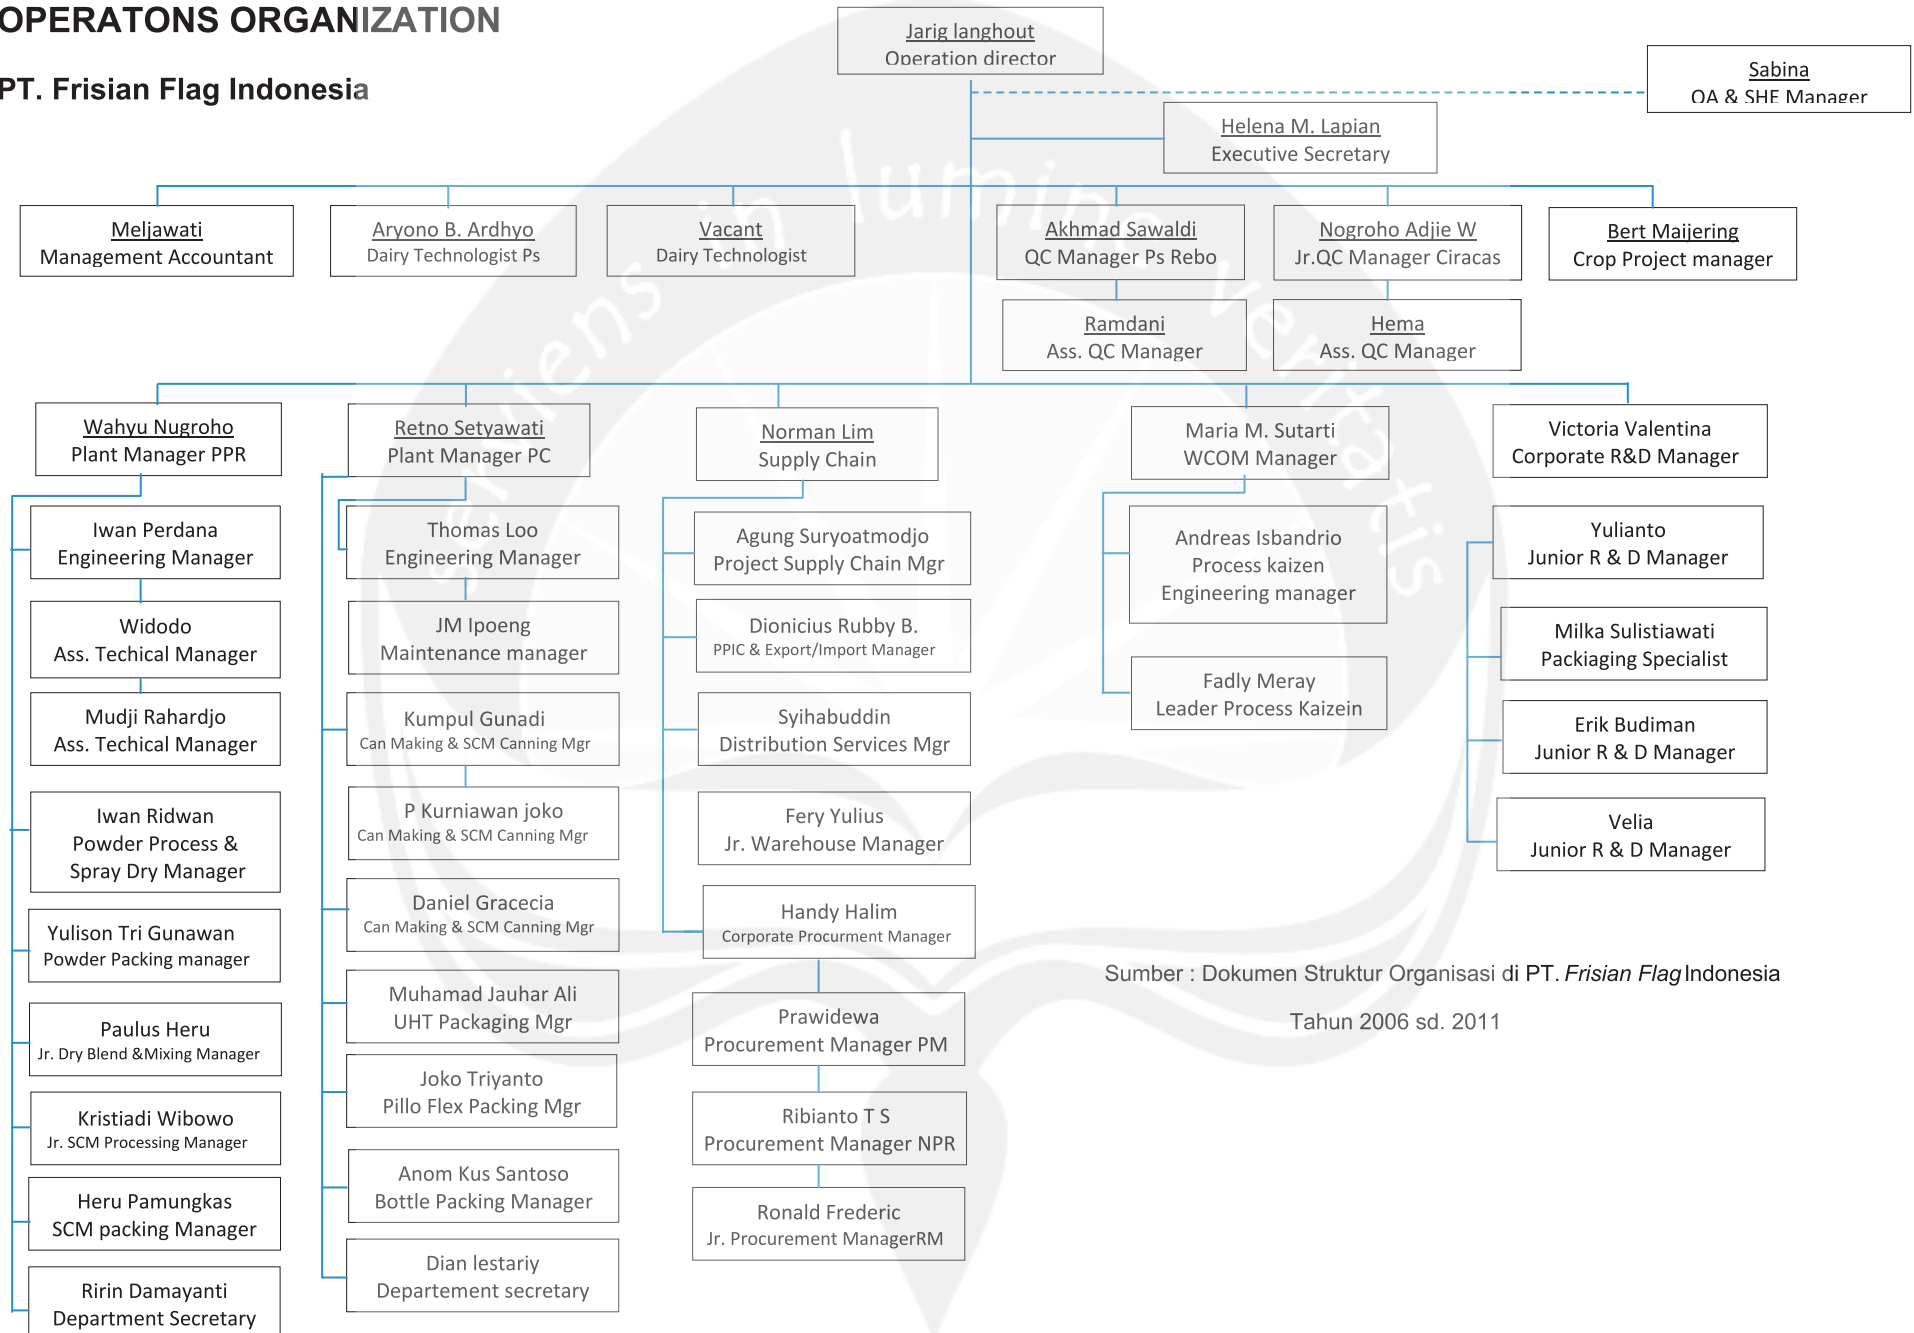 OPERATONS ORGANIZATION
PT. Frisian Flag Indonesia
Jarig langhout
Operation director
Sabina
QA & SHE Manager
Helena M. Lapian
Executive Secretary
Meljawati
Management Accountant
Aryono B. Ardhyo
Dairy Technologist Ps
Vacant
Dairy Technologist
Akhmad Sawaldi
QC Manager Ps Rebo
Nogroho Adjie W
Jr.QC Manager Ciracas
Bert Maijering
Crop Project manager
Ramdani
Ass. QC Manager
Hema
Ass. QC Manager
Wahyu Nugroho
Plant Manager PPR
Retno Setyawati
Plant Manager PC
Norman Lim
Supply Chain
Maria M. Sutarti
WCOM Manager
Victoria Valentina
Corporate R&D Manager
Iwan Perdana
Engineering Manager
Widodo
Ass. Techical Manager
Mudji Rahardjo
Ass. Techical Manager
Iwan Ridwan
Powder Process &
Spray Dry Manager
Yulison Tri Gunawan
Powder Packing manager
Paulus Heru
Jr. Dry Blend &Mixing Manager
Kristiadi Wibowo
Jr. SCM Processing Manager
Heru Pamungkas
SCM packing Manager
Ririn Damayanti
Department Secretary
Thomas Loo
Engineering Manager
JM Ipoeng
Maintenance manager
Kumpul Gunadi
Can Making & SCM Canning Mgr
P Kurniawan joko
Can Making & SCM Canning Mgr
Daniel Gracecia
Can Making & SCM Canning Mgr
Muhamad Jauhar Ali
UHT Packaging Mgr
Joko Triyanto
Pillo Flex Packing Mgr
Anom Kus Santoso
Bottle Packing Manager
Dian lestariy
Departement secretary
Agung Suryoatmodjo
Project Supply Chain Mgr
Dionicius Rubby B.
PPIC & Export/Import Manager
Syihabuddin
Distribution Services Mgr
Fery Yulius
Jr. Warehouse Manager
Handy Halim
Corporate Procurment Manager
Prawidewa
Procurement Manager PM
Ribianto T S
Procurement Manager NPR
Ronald Frederic
Jr. Procurement ManagerRM
Andreas Isbandrio
Process kaizen
Engineering manager
Fadly Meray
Leader Process Kaizein
Yulianto
Junior R & D Manager
Milka Sulistiawati
Packiaging Specialist
Erik Budiman
Junior R & D Manager
Velia
Junior R & D Manager
Sumber : Dokumen Struktur Organisasi di PT. Frisian Flag Indonesia
Tahun 2006 sd. 2011
serviens in lumine veritatis